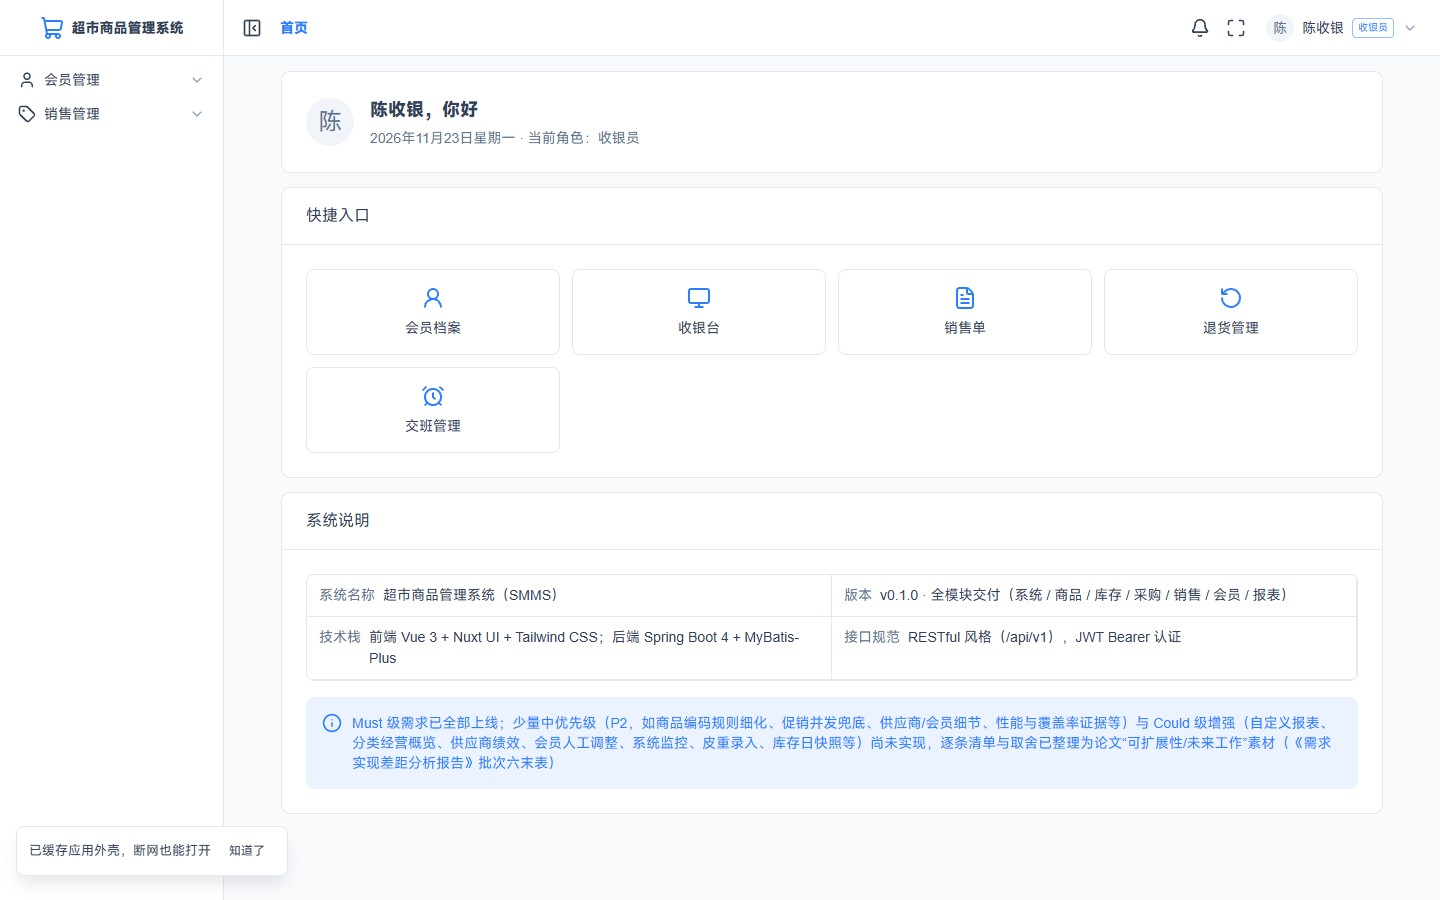 超市商品管理系统
首页
陈
陈收银
收银员
会员管理
销售管理
陈
陈收银，你好
2026年11月23日星期一 · 当前角色：收银员
快捷入口
会员档案
收银台
销售单
退货管理
交班管理
系统说明
系统名称
超市商品管理系统（SMMS）
版本
v0.1.0 · 全模块交付（系统 / 商品 / 库存 / 采购 / 销售 / 会员 / 报表）
技术栈
前端 Vue 3 + Nuxt UI + Tailwind CSS；后端 Spring Boot 4 + MyBatis-
Plus
接口规范
RESTful 风格（/api/v1），JWT Bearer 认证
Must 级需求已全部上线；少量中优先级（P2，如商品编码规则细化、促销并发兜底、供应商/会员细节、性能与覆盖率证据等）与 Could 级增强（自定义报表、
分类经营概览、供应商绩效、会员人工调整、系统监控、皮重录入、库存日快照等）尚未实现，逐条清单与取舍已整理为论文“可扩展性/未来工作”素材（《需求
实现差距分析报告》批次六末表）
已缓存应用外壳，断网也能打开
知道了